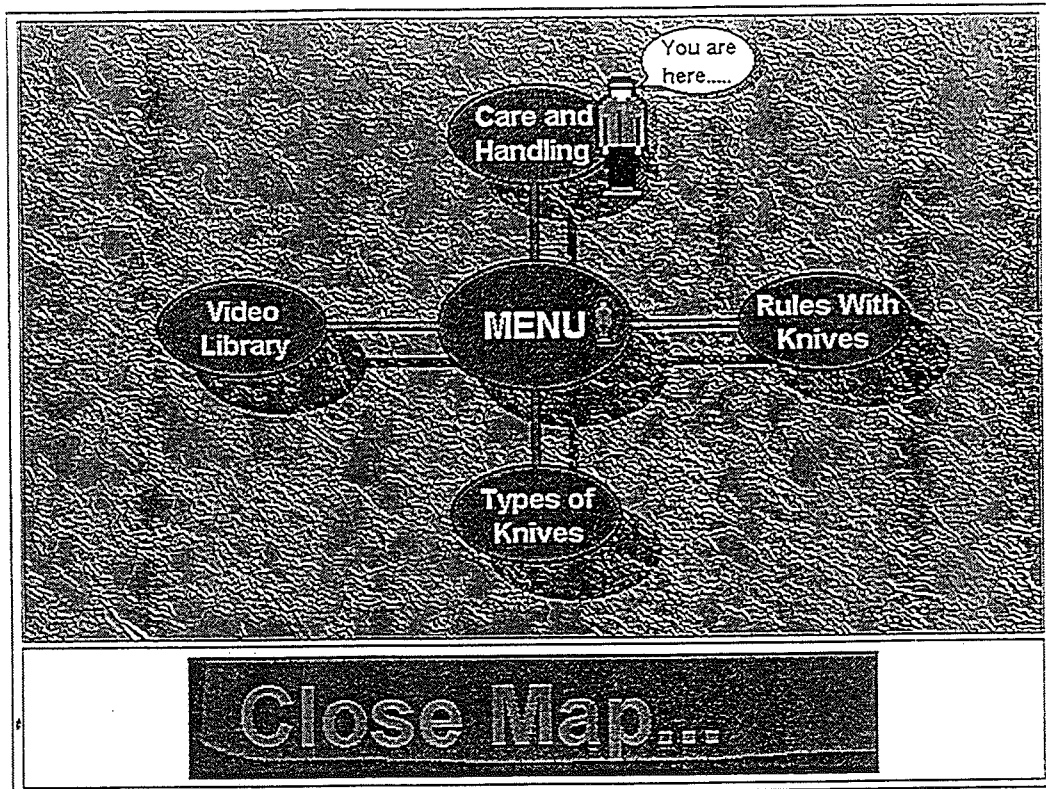 You are
here.....
Care and
Handling
Video
Library
MENU
Rules With
Knives
Types of
Knives
Close Map...